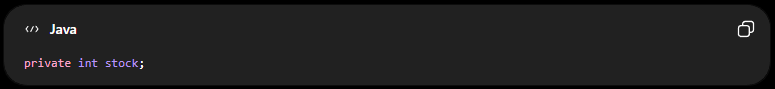 Java
private int stock;